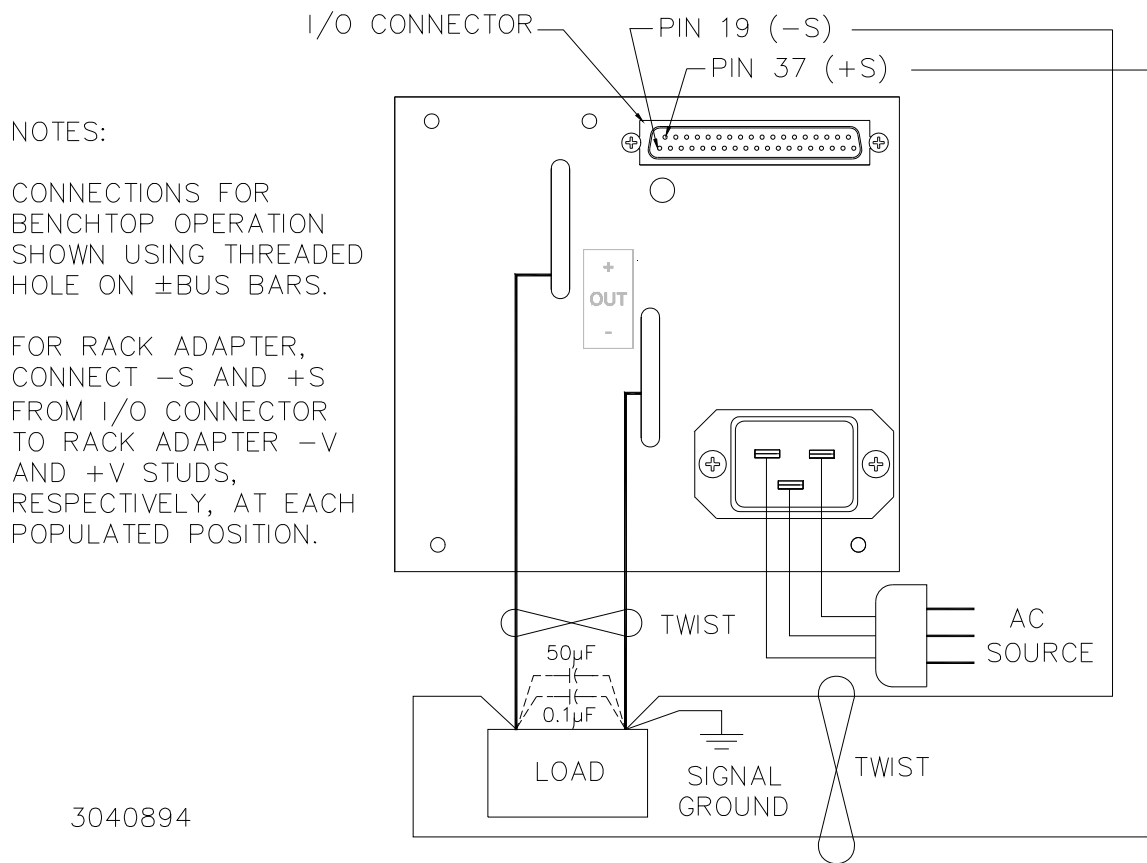 I/O CONNECTOR
PIN 19 (−S)
PIN 37 (+S)
NOTES:
CONNECTIONS FOR
BENCHTOP OPERATION
SHOWN USING THREADED
HOLE ON ±BUS BARS.
FOR RACK ADAPTER,
CONNECT −S AND +S
FROM I/O CONNECTOR
TO RACK ADAPTER −V
AND +V STUDS,
RESPECTIVELY, AT EACH
POPULATED POSITION.
+
OUT
-
TWIST
AC
SOURCE
50µF
0.1µF
LOAD
SIGNAL
GROUND
TWIST
3040894